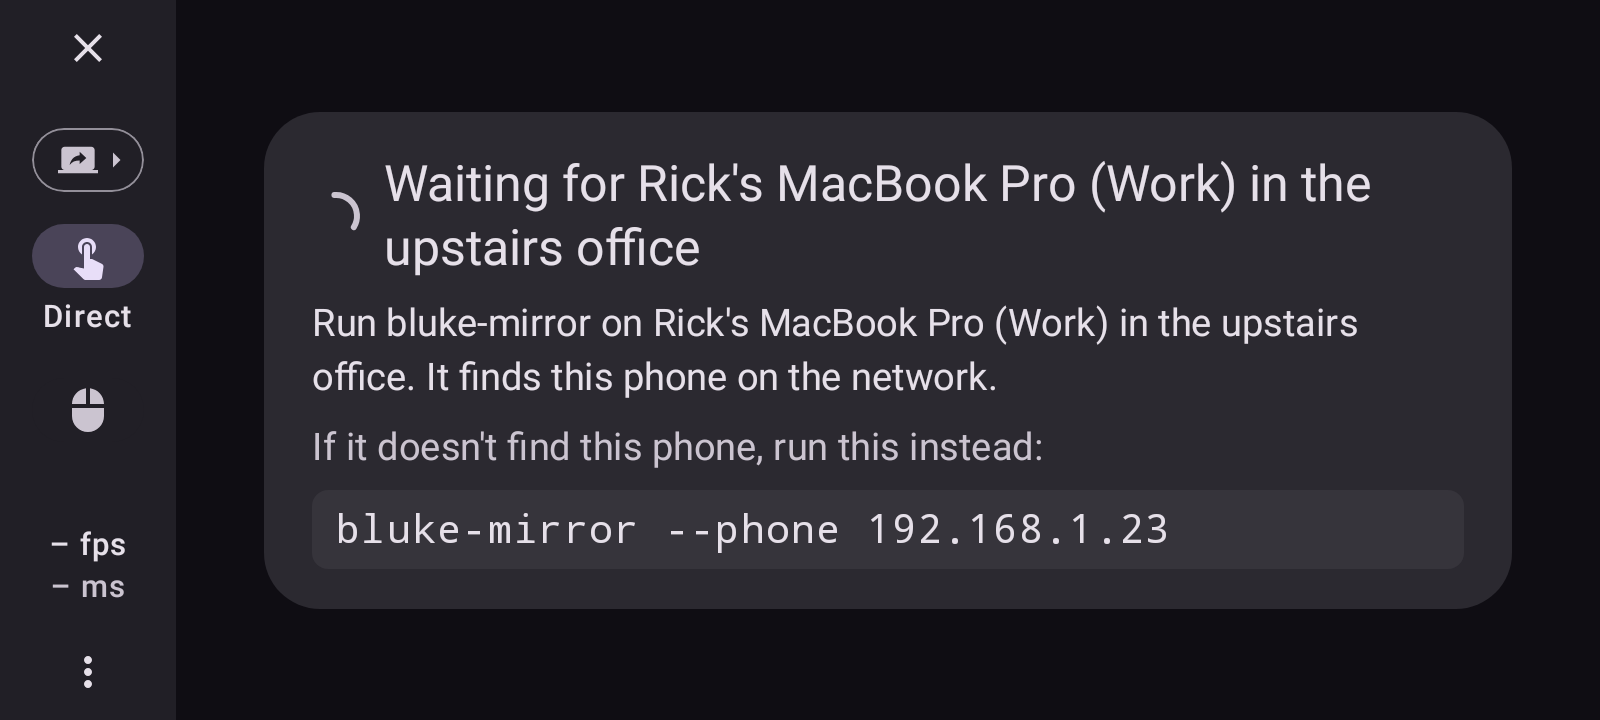 Direct
– fps
– ms
Waiting for Rick's MacBook Pro (Work) in the
upstairs office
Run bluke-mirror on Rick's MacBook Pro (Work) in the upstairs
office. It finds this phone on the network.
If it doesn't find this phone, run this instead:
bluke-mirror --phone 192.168.1.23